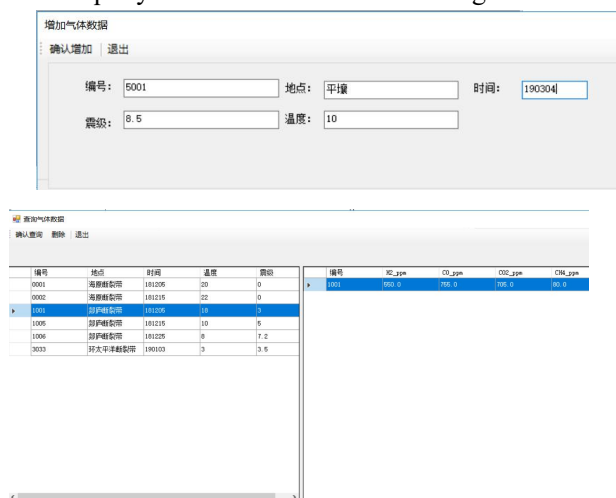 增加气体数据
确认增加 退出
编号： 5001 地点： 平壤 时间： 190304
震级： 8.5 温度： 10
查询气体数据
确认查询 删除 退出
编号 地点 时间 温度 震级 编号 H2_ppm CO_ppm CO2_ppm CH4_ppm
0001 海原断裂带 181205 20 0 1001 550.0 755.0 705.0 80.0
0002 海原断裂带 181215 22 0
1001 郯庐断裂带 181205 18 3
1005 郯庐断裂带 181215 10 5
1006 郯庐断裂带 181225 8 7.2
3033 环太平洋断裂带 190103 3 3.5